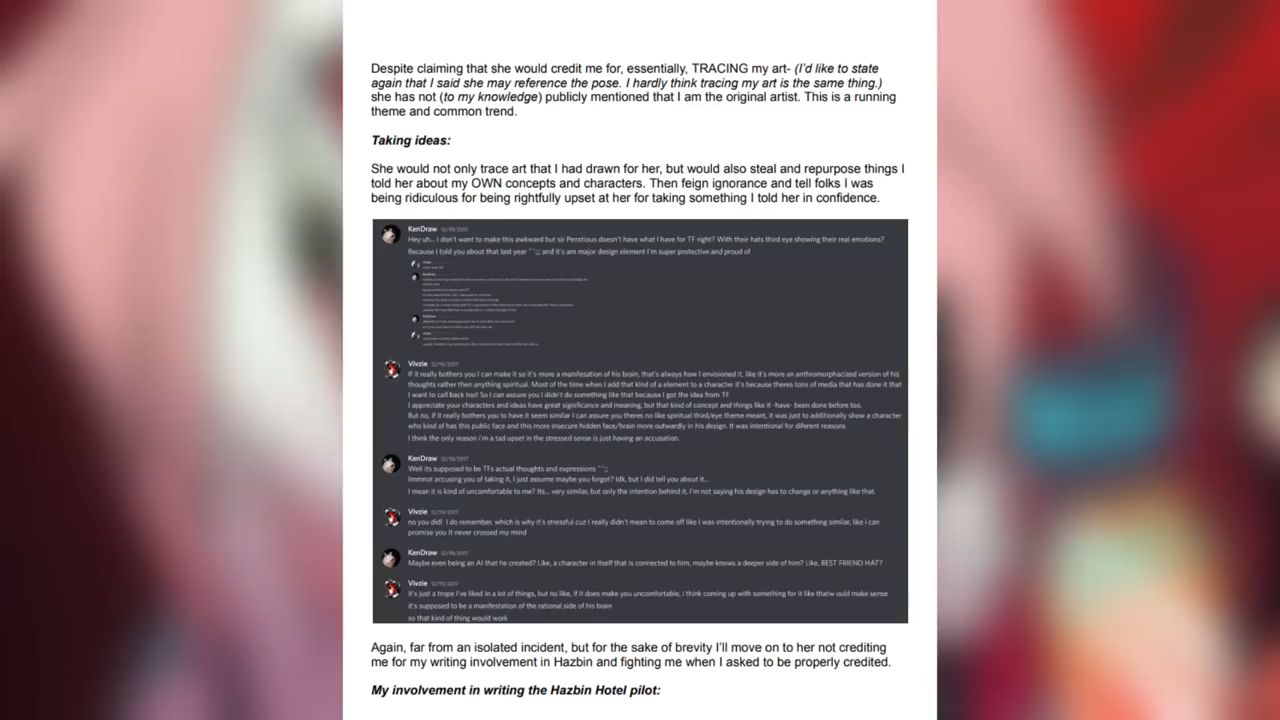 Despite claiming that she would credit me for, essentially, TRACING my art- (I'd like to state
again that I said she may reference the pose. I hardly think tracing my art is the same thing.)
she has not (to my knowledge) publicly mentioned that I am the original artist. This is a running
theme and common trend.
Taking ideas:
She would not only trace art that I had drawn for her, but would also steal and repurpose things I
told her about my OWN concepts and characters. Then feign ignorance and tell folks I was
being ridiculous for being rightfully upset at her for taking something I told her in confidence.
KenDraw 12/19/2017
Hey uh... I don't want to make this awkward but sir Penstious doesn't have what I have for TF right? With their hats third eye showing their real emotions?
Because I told you about that last year ^^;; and it's am major design element I'm super protective and proud of
Vivzie 12/19/2017
If it really bothers you I can make it so it's more a manifesation of his brain, that's always how I envisioned it, like it's more an anthromorphacized version of his
thoughts rather then anything spiritual. Most of the time when I add that kind of a element to a character it's because theres tons of media that has done it that
I want to call back too! So I can assure you I didn't do something like that because I got the idea from TF.
I appreciate your characters and ideas have great significance and meaning, but that kind of concept and things like it -have- been done before too.
But no, if it really bothers you to have it seem similar I can assure you theres no like spiritual third/eye theme meant, it was just to additionally show a character
who kind of has this public face and this more insecure hidden face/brain more outwardly in his design. It was intentional for diferent reasons
I think the only reason i'm a tad upset in the stressed sense is just having an accusation.
KenDraw 12/19/2017
Well its supposed to be TFs actual thoughts and expressions ^^;;
Immnot accusing you of taking it, I just assume maybe you forgot? Idk, but I did tell you about it...
I mean it is kind of uncomfortable to me? Its... very similar, but only the intention behind it, I'm not saying his design has to change or anything like that.
Vivzie 12/19/2017
no you did! I do remember, which is why it's stressful cuz I really didn't mean to come off like I was intentionally trying to do something similar, like i can
promise you It never crossed my mind
KenDraw 12/19/2017
Maybe even being an AI that he created? Like, a character in itself that is connected to him, maybe knows a deeper side of him? Like, BEST FRIEND HAT?
Vivzie 12/19/2017
it's just a trope I've liked in a lot of things, but no like, if it does make you uncomfortable, I think coming up with something for it like thatw ould make sense
it's supposed to be a manifestation of the rational side of his brain
so that kind of thing would work
Again, far from an isolated incident, but for the sake of brevity I'll move on to her not crediting
me for my writing involvement in Hazbin and fighting me when I asked to be properly credited.
My involvement in writing the Hazbin Hotel pilot: